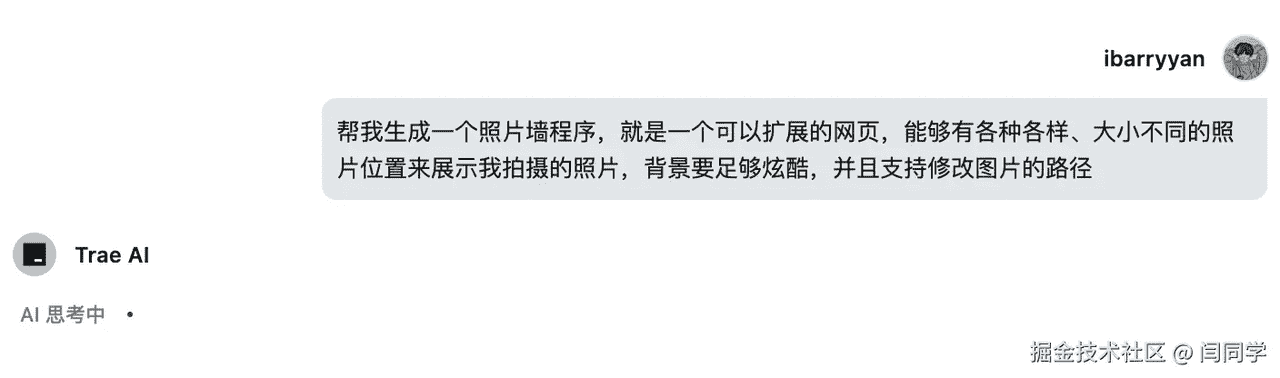 ibarryyan
帮我生成一个照片墙程序，就是一个可以扩展的网页，能够有各种各样、大小不同的照
片位置来展示我拍摄的照片，背景要足够炫酷，并且支持修改图片的路径
Trae AI
AI 思考中
掘金技术社区 @ 闫同学